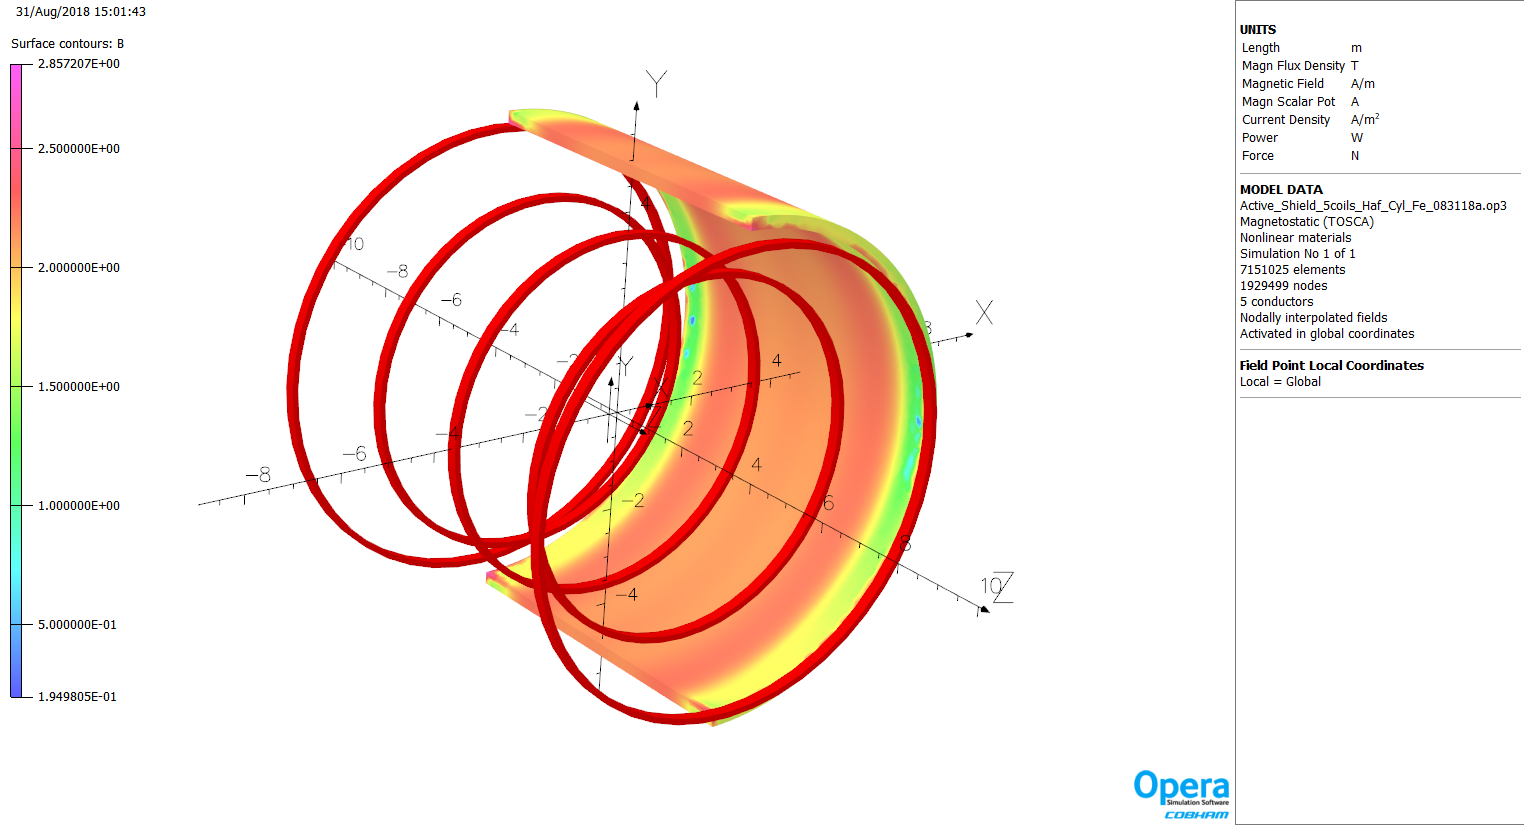 31/Aug/2018 15:01:43
Surface contours: B
2.857207E+00
2.500000E+00
2.000000E+00
1.500000E+00
1.000000E+00
5.000000E-01
1.949805E-01
Y
X
10
−8
−6
−4
−2
4
8
Y
X
Z
2
4
−2
−4
−6
−8
2
4
6
8
10
Z
−2
−4
Opera
Simulation Software
COBHAM
UNITS
Length m
Magn Flux Density T
Magnetic Field A/m
Magn Scalar Pot A
Current Density A/m²
Power W
Force N
MODEL DATA
Active_Shield_5coils_Haf_Cyl_Fe_083118a.op3
Magnetostatic (TOSCA)
Nonlinear materials
Simulation No 1 of 1
7151025 elements
1929499 nodes
5 conductors
Nodally interpolated fields
Activated in global coordinates
Field Point Local Coordinates
Local = Global